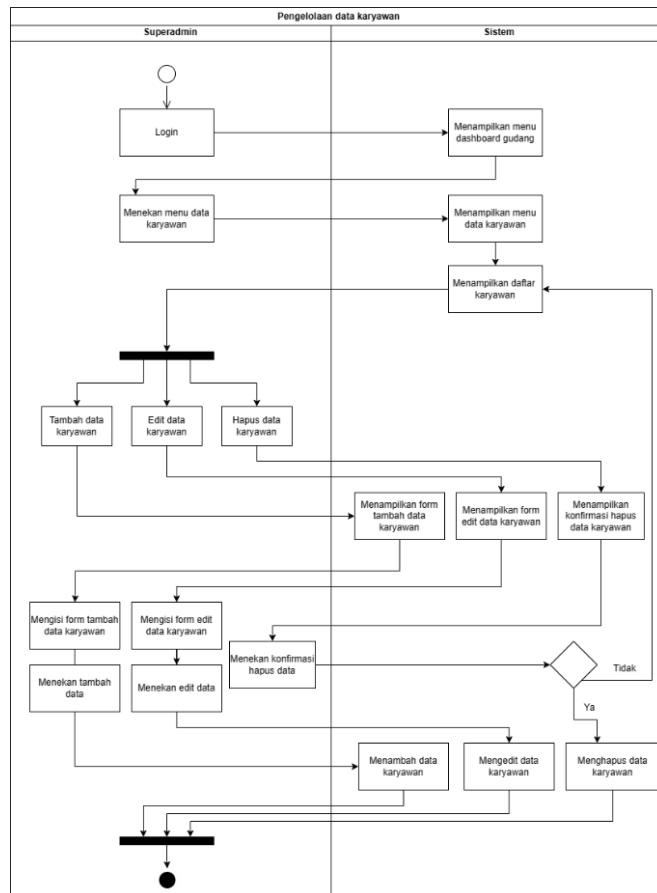 Pengelolaan data karyawan
Superadmin
Sistem
Login
Menampilkan menu
dashboard gudang
Menekan menu data
karyawan
Menampilkan menu
data karyawan
Menampilkan daftar
karyawan
Tambah data
karyawan
Edit data
karyawan
Hapus data
karyawan
Menampilkan form
tambah data
karyawan
Menampilkan form
edit data karyawan
Menampilkan
konfirmasi hapus
data karyawan
Mengisi form tambah
data karyawan
Mengisi form edit
data karyawan
Menekan konfirmasi
hapus data
Tidak
Menekan tambah
data
Menekan edit data
Ya
Menambah data
karyawan
Mengedit data
karyawan
Menghapus data
karyawan